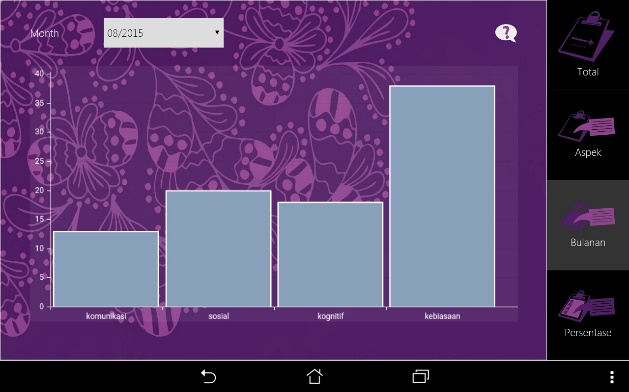 Month
08/2015
?
Total
Aspek
Bulanan
Persentase
40
35
30
25
20
15
10
5
0
komunikasi
sosial
kognitif
kebiasaan